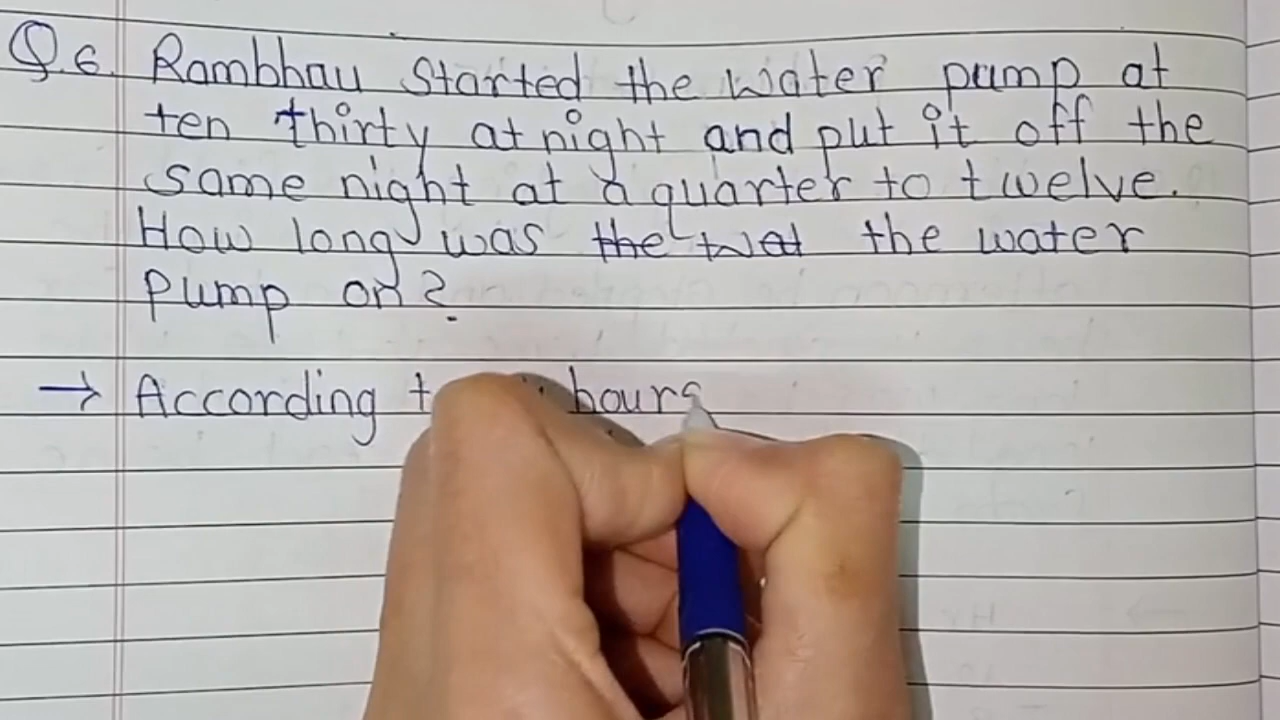 Q.6. Rambhau Started the water pump at
ten thirty at night and put it off the
same night at a quarter to twelve.
How long was the wat the water
pump on?
→ According hours